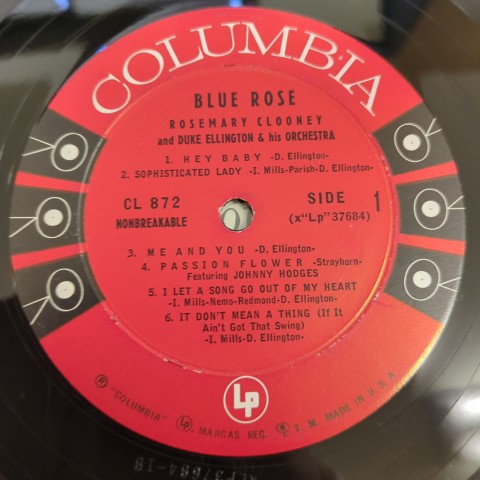 COLUMBIA
BLUE ROSE
ROSEMARY CLOONEY
and DUKE ELLINGTON & his ORCHESTRA
1. HEY BABY -D. Ellington-
2. SOPHISTICATED LADY -I. Mills-Parish-D. Ellington-
CL 872
NONBREAKABLE
SIDE 1
(x"Lp"37684)
3. ME AND YOU -D. Ellington-
4. PASSION FLOWER -Strayhorn-
Featuring JOHNNY HODGES
5. I LET A SONG GO OUT OF MY HEART
-I. Mills-Nemo-Redmond-D. Ellington-
6. IT DON'T MEAN A THING (If It
Ain't Got That Swing)
-I. Mills-D. Ellington-
Lp
® "COLUMBIA", Lp, MARCAS REG. T. M. MADE IN U.S.A.